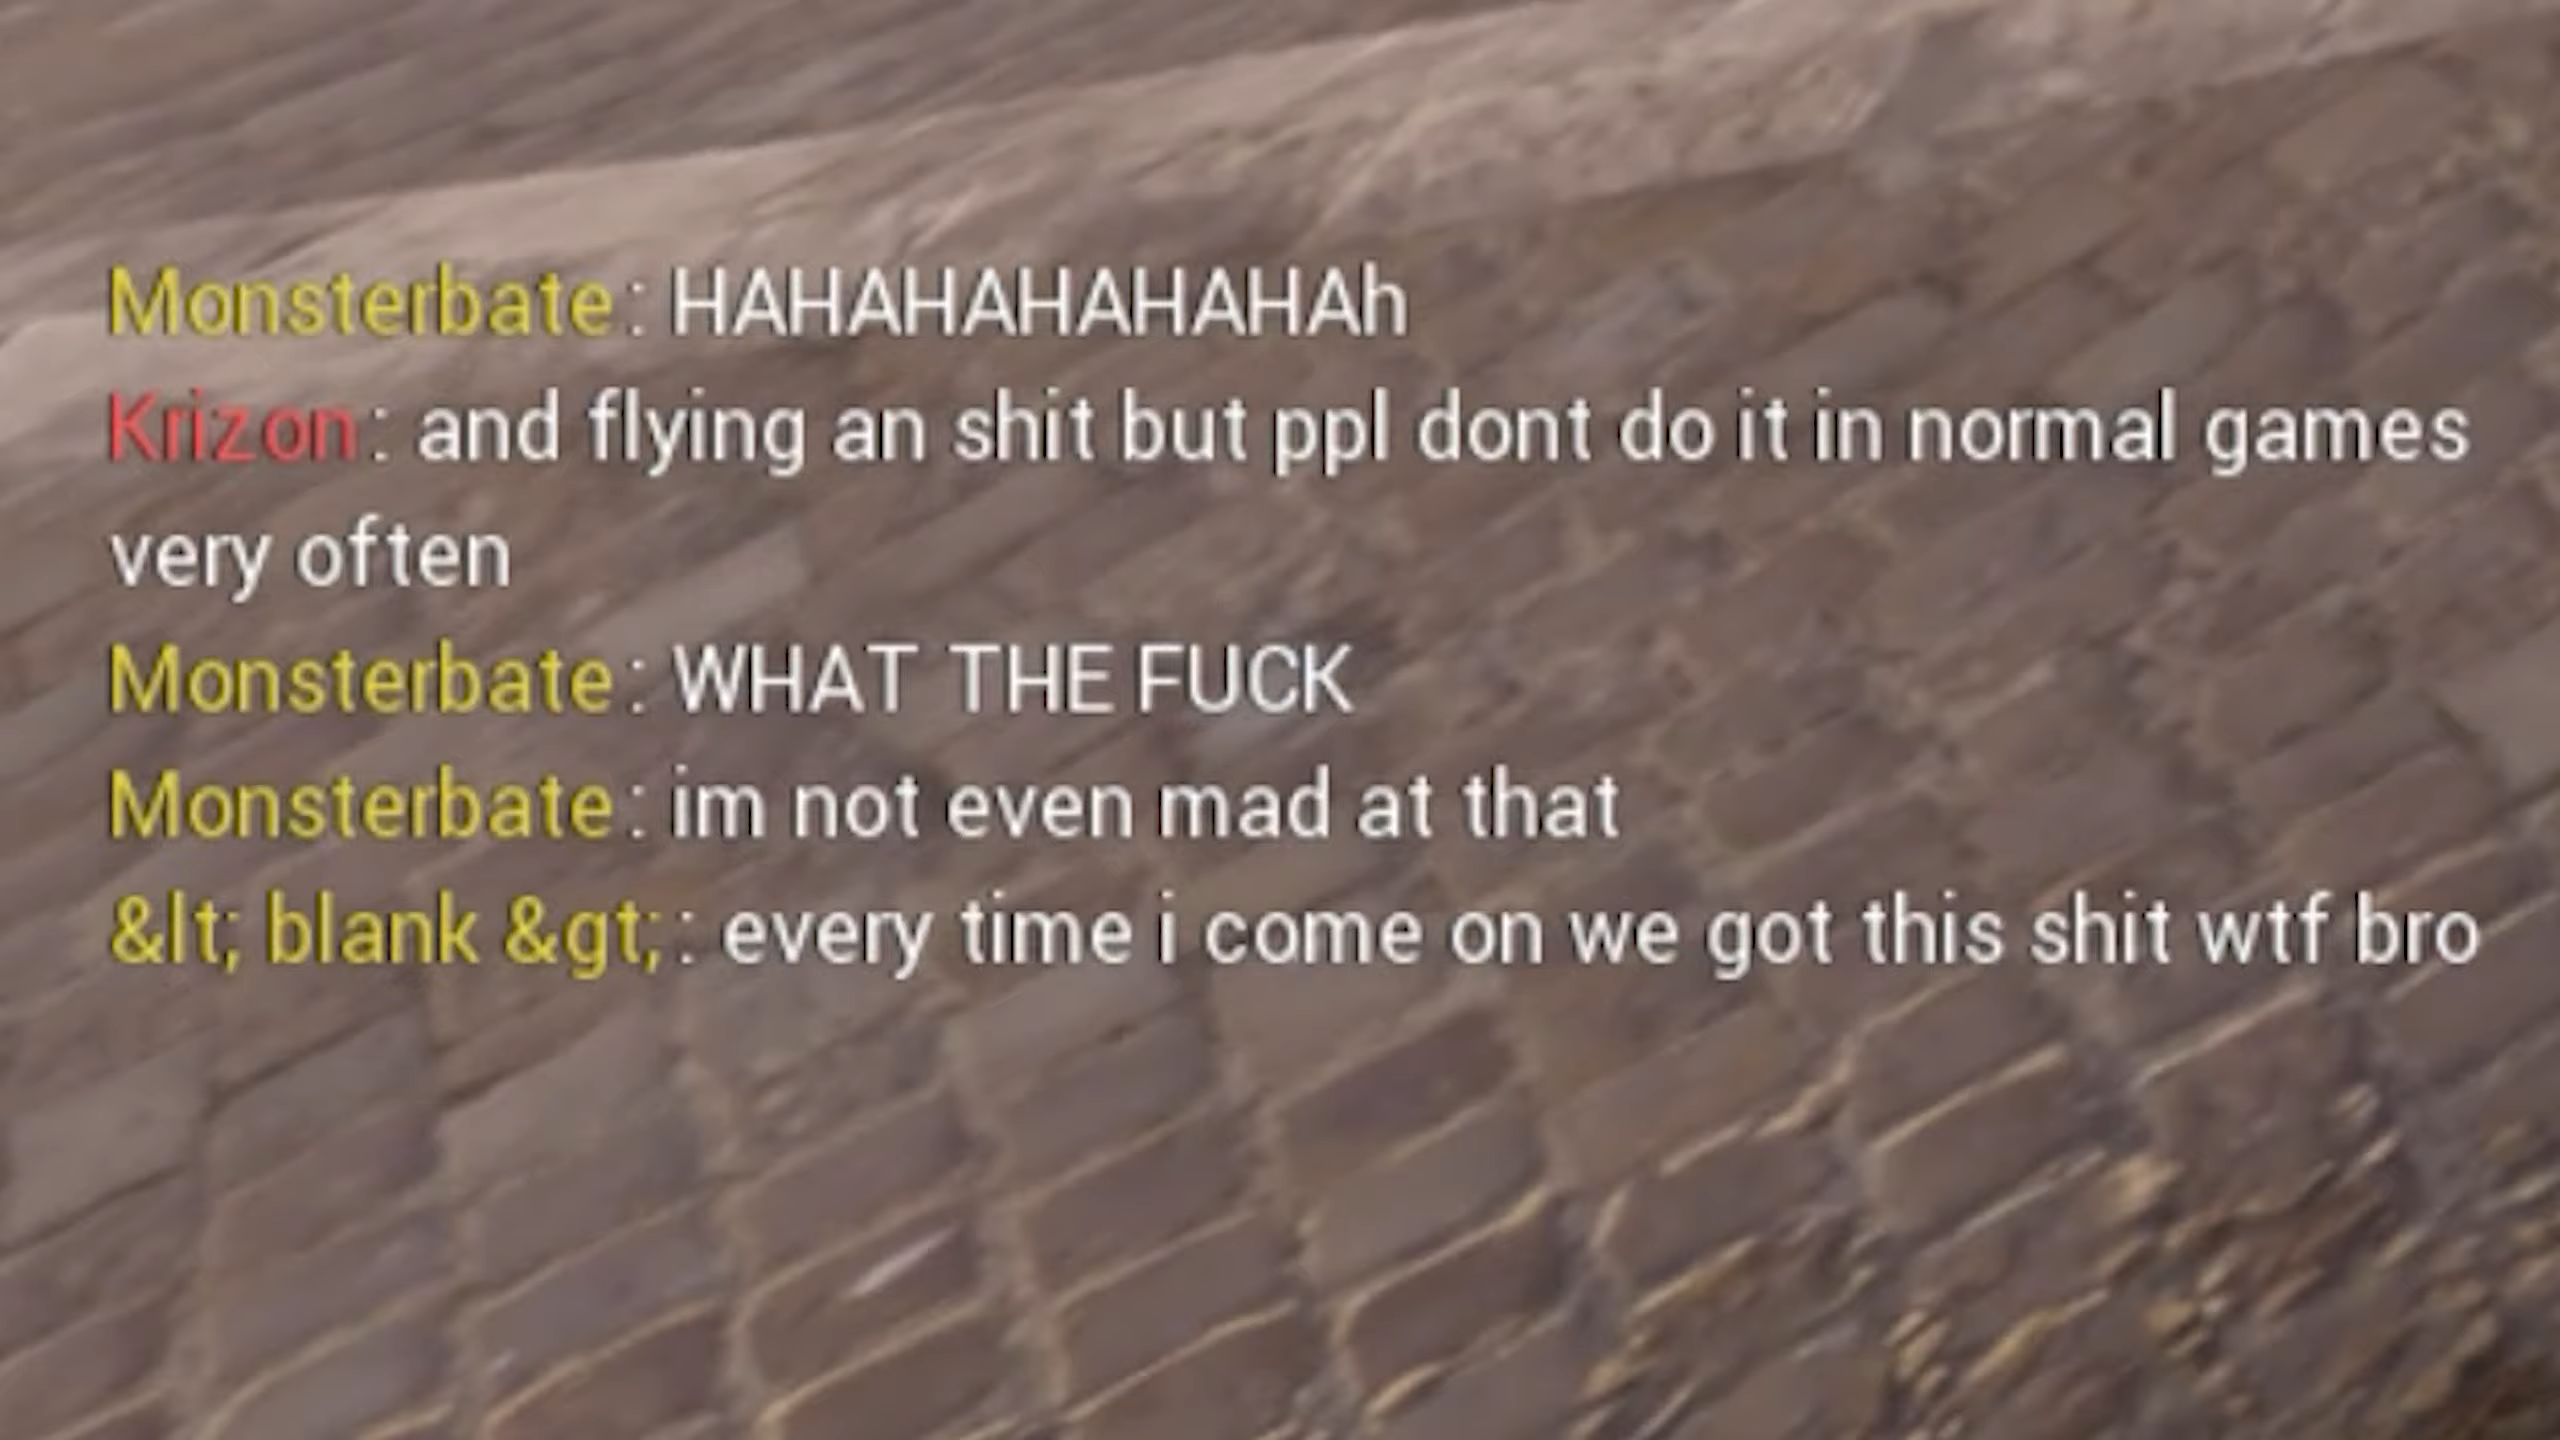 Monsterbate: HAHAHAHAHAHAHAh
Krizon: and flying an shit but ppl dont do it in normal games
very often
Monsterbate: WHAT THE FUCK
Monsterbate: im not even mad at that
&lt; blank &gt;: every time i come on we got this shit wtf bro